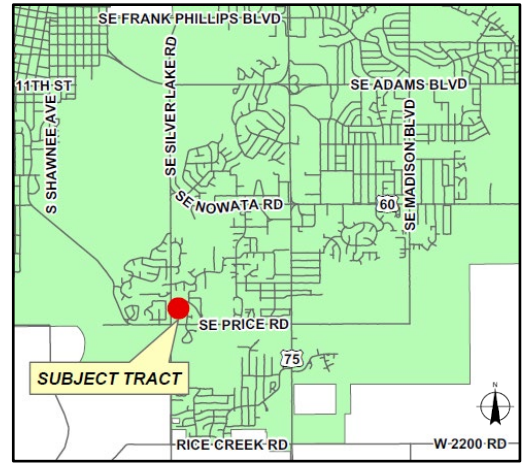 SE FRANK PHILLIPS BLVD
11TH ST
S SHAWNEE AVE
SE SILVER LAKE RD
SE ADAMS BLVD
SE MADISON BLVD
SE NOWATA RD
60
SE PRICE RD
SUBJECT TRACT
75
N
RICE CREEK RD
W 2200 RD